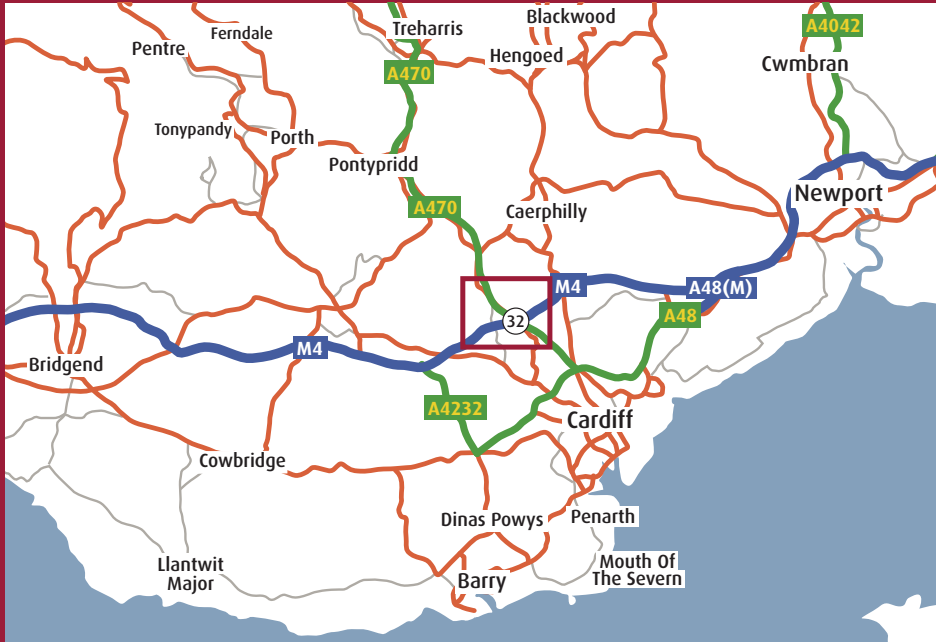 Blackwood
Treharris
A4042
Ferndale
Pentre
Hengoed
Cwmbran
A470
Tonypandy
Porth
Pontypridd
Newport
A470
Caerphilly
M4
A48(M)
32
A48
M4
Bridgend
A4232
Cardiff
Cowbridge
Dinas Powys
Penarth
Llantwit
Major
Mouth Of
The Severn
Barry